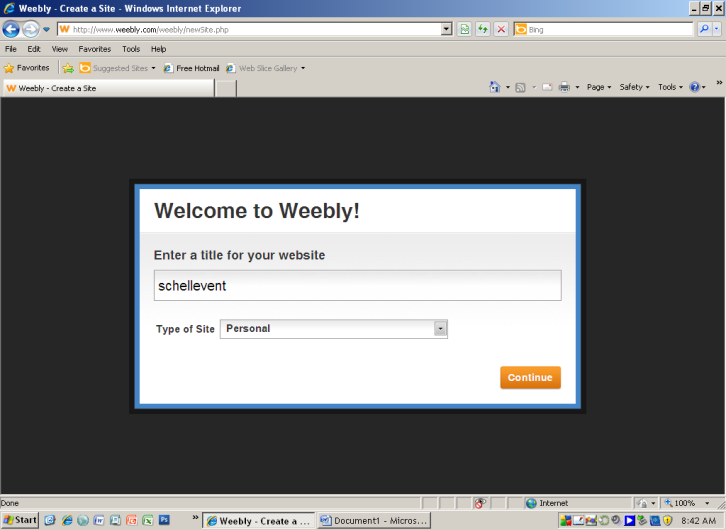 Weebly - Create a Site - Windows Internet Explorer
http://www.weebly.com/weebly/newSite.php
Bing
File Edit View Favorites Tools Help
Favorites Suggested Sites Free Hotmail Web Slice Gallery
Weebly - Create a Site
Page Safety Tools
Welcome to Weebly!
Enter a title for your website
schellevent
Type of Site Personal
Continue
Done Internet 100%
Start » Weebly - Create a ... Document1 - Micros... 8:42 AM